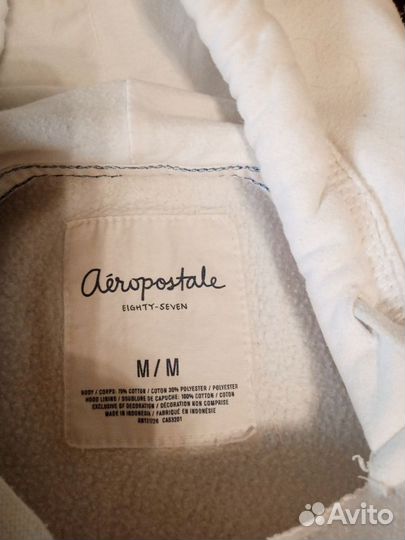 aéropostale
EIGHTY-SEVEN
M/M
BODY / CORPS: 70% COTTON / COTON 30% POLYESTER / POLYESTER
HOOD LINING / DOUBLURE DE CAPUCHE: 100% COTTON / COTON
EXCLUSIVE OF DECORATION / DÉCORATION NON COMPRISE
MADE IN INDONESIA / FABRIQUÉ EN INDONÉSIE
CA53201
Avito